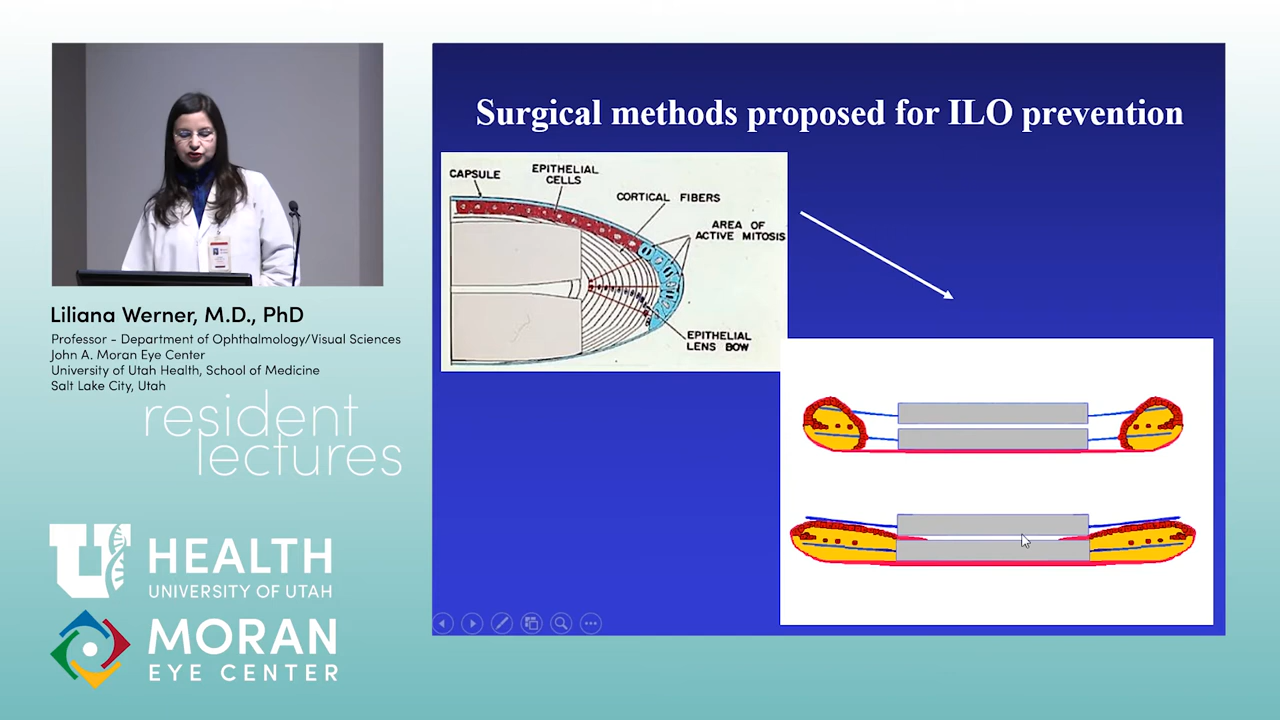 Surgical methods proposed for ILO prevention
CAPSULE
EPITHELIAL
CELLS
CORTICAL FIBERS
AREA OF
ACTIVE MITOSIS
EPITHELIAL
LENS BOW
Liliana Werner, M.D., PhD
Professor - Department of Ophthalmology/Visual Sciences
John A. Moran Eye Center
University of Utah Health, School of Medicine
Salt Lake City, Utah
resident
lectures
U HEALTH
UNIVERSITY OF UTAH
MORAN
EYE CENTER